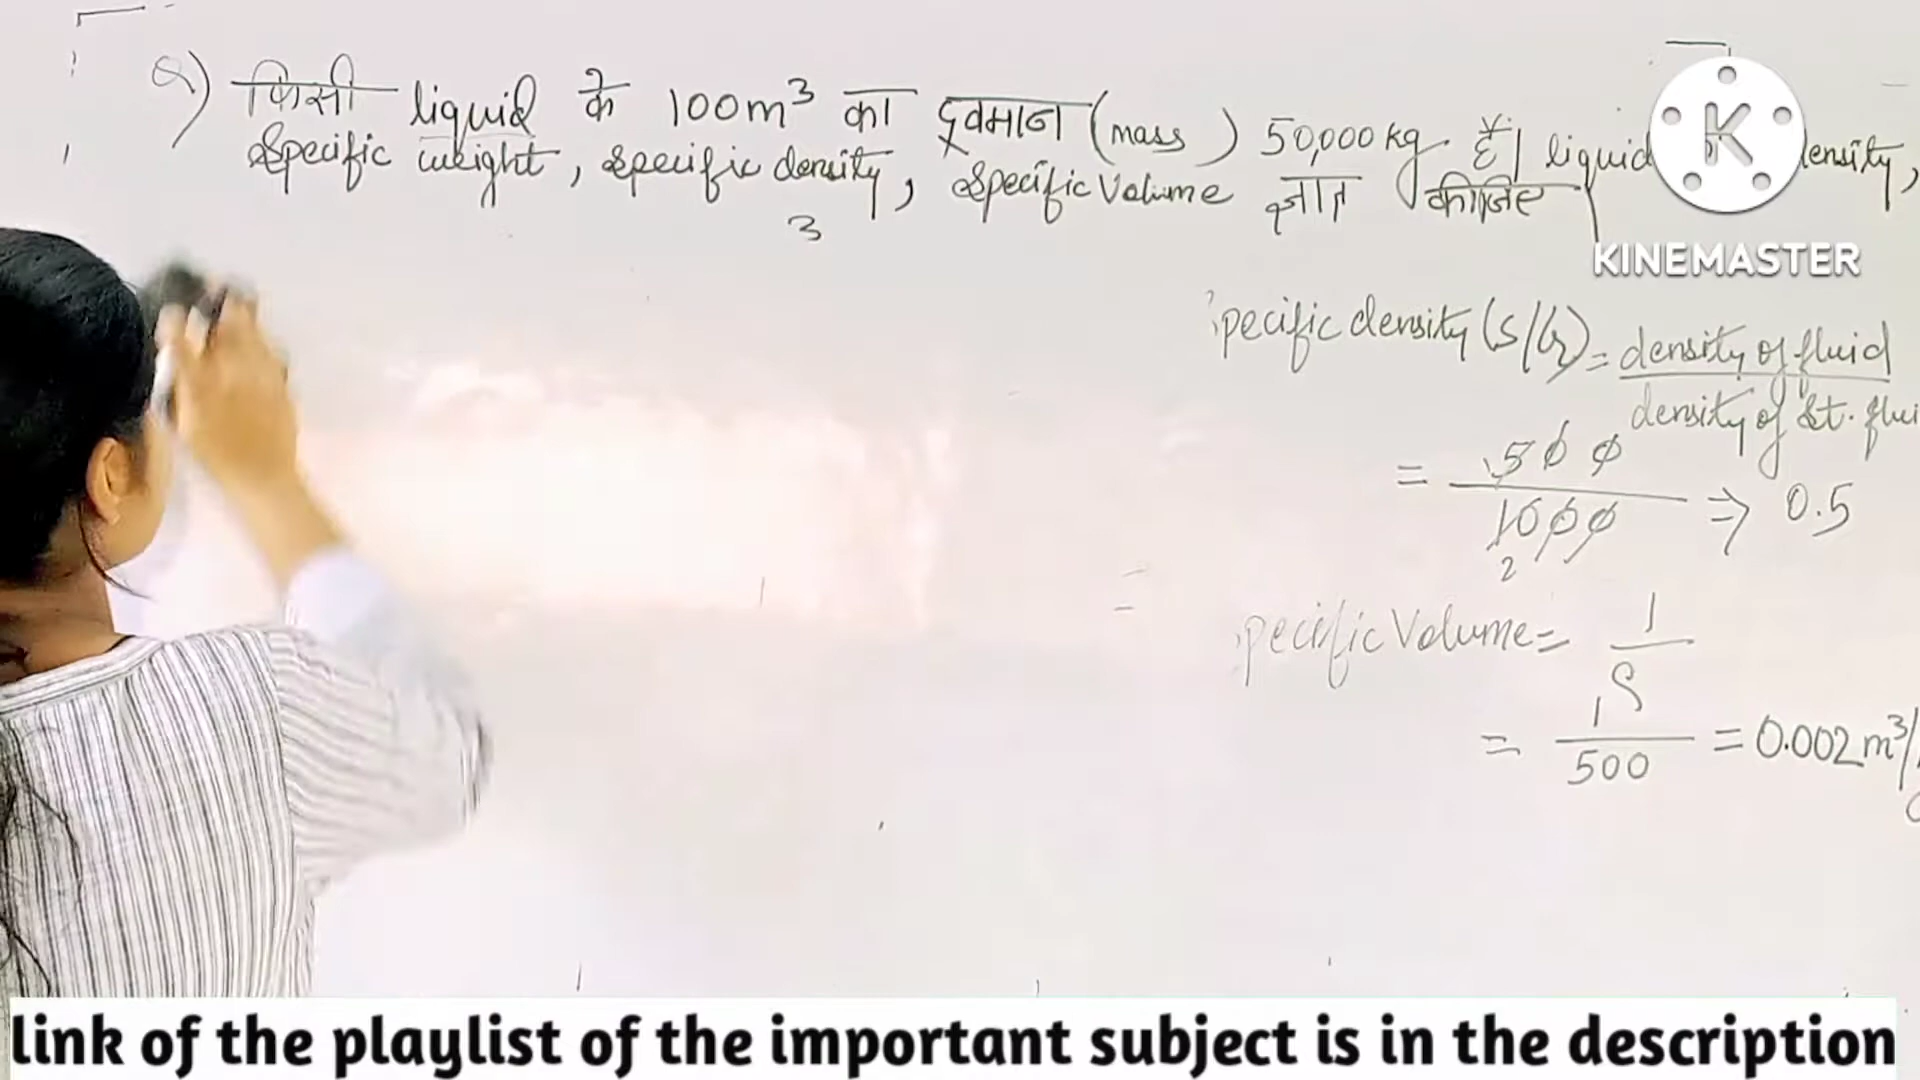 Q) किसी liquid के 100m³ का द्रवमान (mass) 50,000 kg है। liquid density,
specific weight, specific density, specific Volume ज्ञात कीजिए
3
KINEMASTER
pecific density (S/G) = density of fluid / density of St. flui
= 500 / 1000 ⇒ 0.5
2
pecific Volume = 1 / ρ
= 1 / 500 = 0.002 m³/
link of the playlist of the important subject is in the description